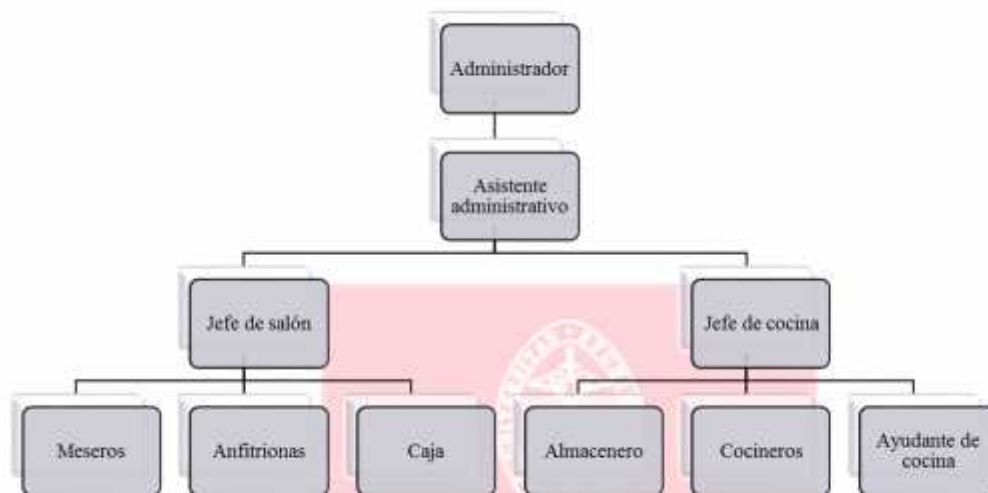 Administrador
Asistente
administrativo
Jefe de salón
Jefe de cocina
Meseros
Anfitrionas
Caja
Almacenero
Cocineros
Ayudante de
cocina